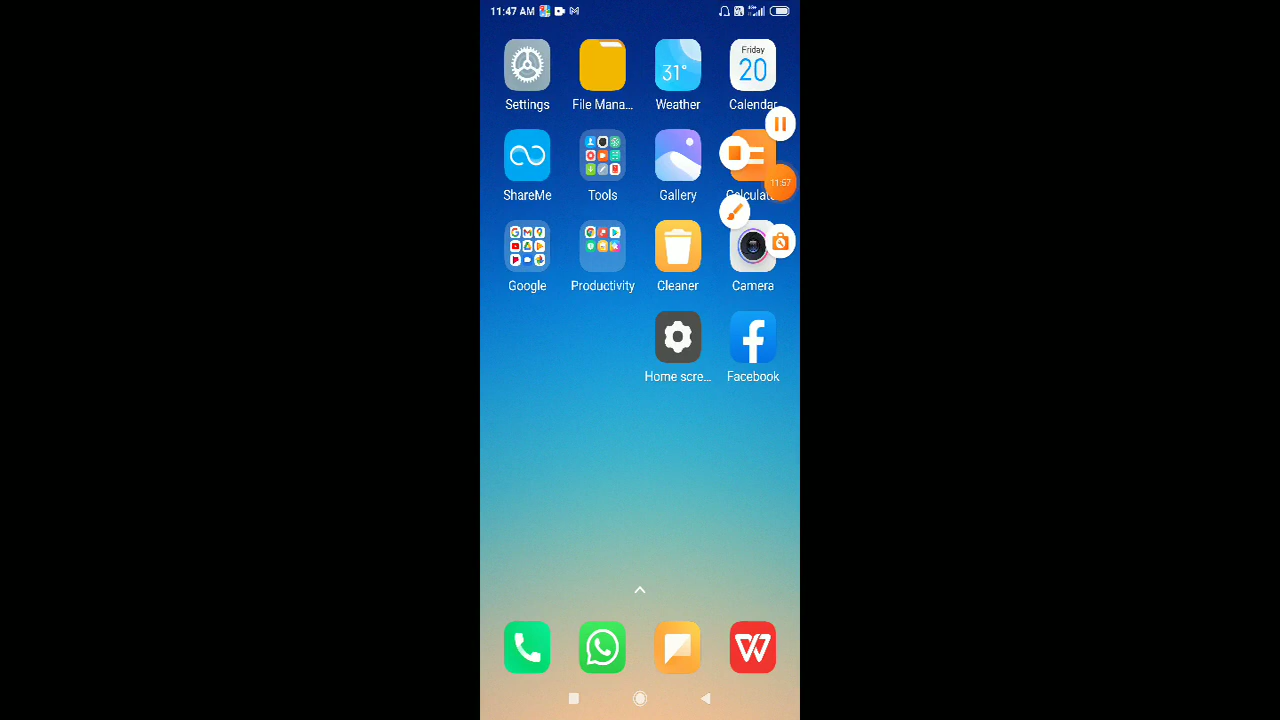 11:47 AM
Friday
20
31°
Settings
File Mana...
Weather
Calendar
11:57
ShareMe
Tools
Gallery
Calculat
Google
Productivity
Cleaner
Camera
Home scre...
Facebook